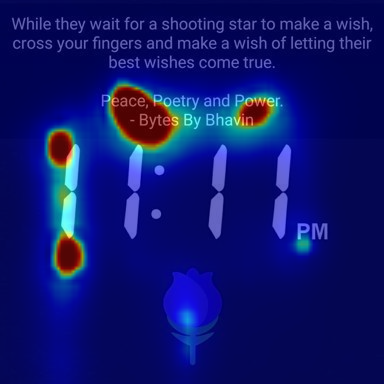 While they wait for a shooting star to make a wish,
cross your fingers and make a wish of letting their
best wishes come true.
Peace, Poetry and Power.
- Bytes By Bhavin
11:11
PM